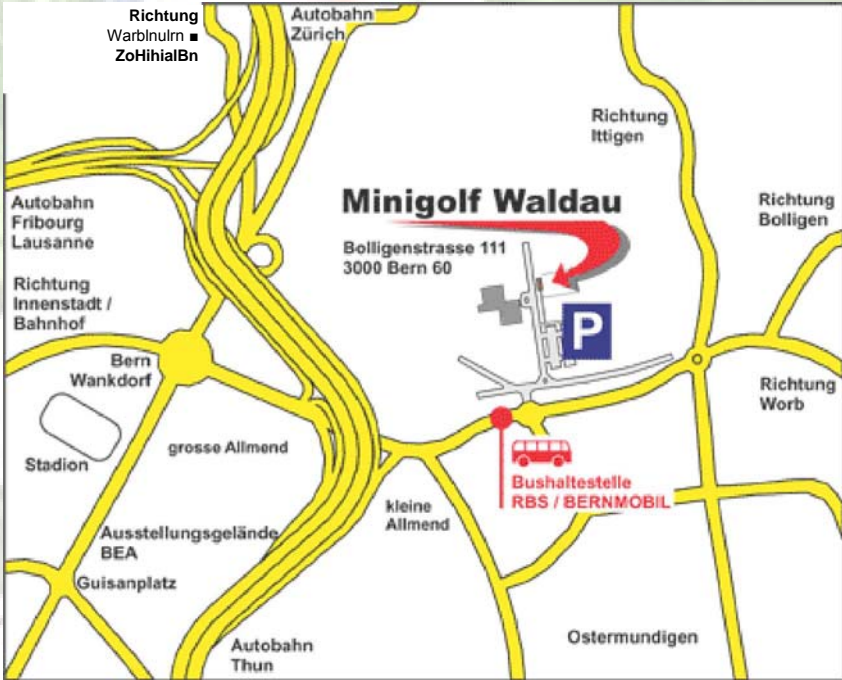 Richtung
Warblnulrn ■
ZoHihialBn
Autobahn
Zürich
Richtung
Ittigen
Autobahn
Fribourg
Lausanne
Minigolf Waldau
Bolligenstrasse 111
3000 Bern 60
Richtung
Bolligen
Richtung
Innenstadt /
Bahnhof
P
Bern
Wankdorf
Richtung
Worb
Stadion
grosse Allmend
Bushaltestelle
RBS / BERNMOBIL
kleine
Allmend
Ausstellungsgelände
BEA
Guisanplatz
Autobahn
Thun
Ostermundigen